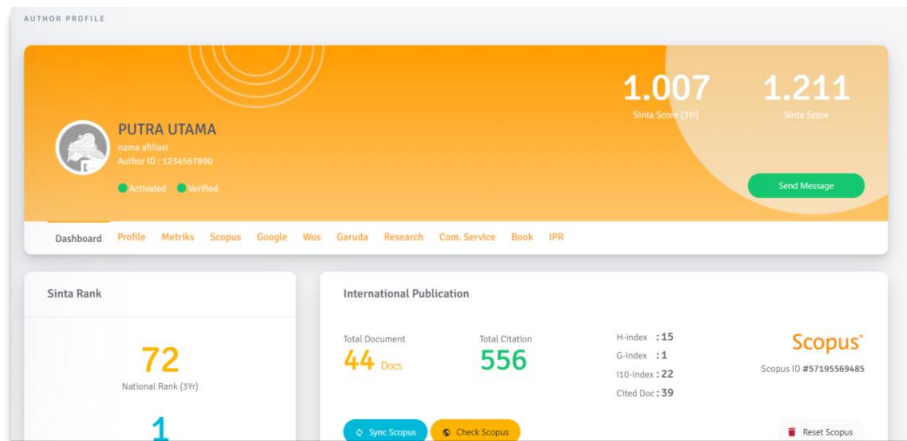 AUTHOR PROFILE
1.007
Sinta Score (3Yr)
1.211
Sinta Score
PUTRA UTAMA
nama afiliasi
Author ID : 1234567890
Activated Verified
Send Message
Dashboard Profile Metriks Scopus Google Wos Garuda Research Com. Service Book IPR
Sinta Rank
72
National Rank (3Yr)
1
International Publication
Total Document
44 Docs
Total Citation
556
H-Index : 15
G-Index : 1
I10-Index : 22
Cited Doc : 39
Scopus
Scopus ID #57195569485
Sync Scopus
Check Scopus
Reset Scopus